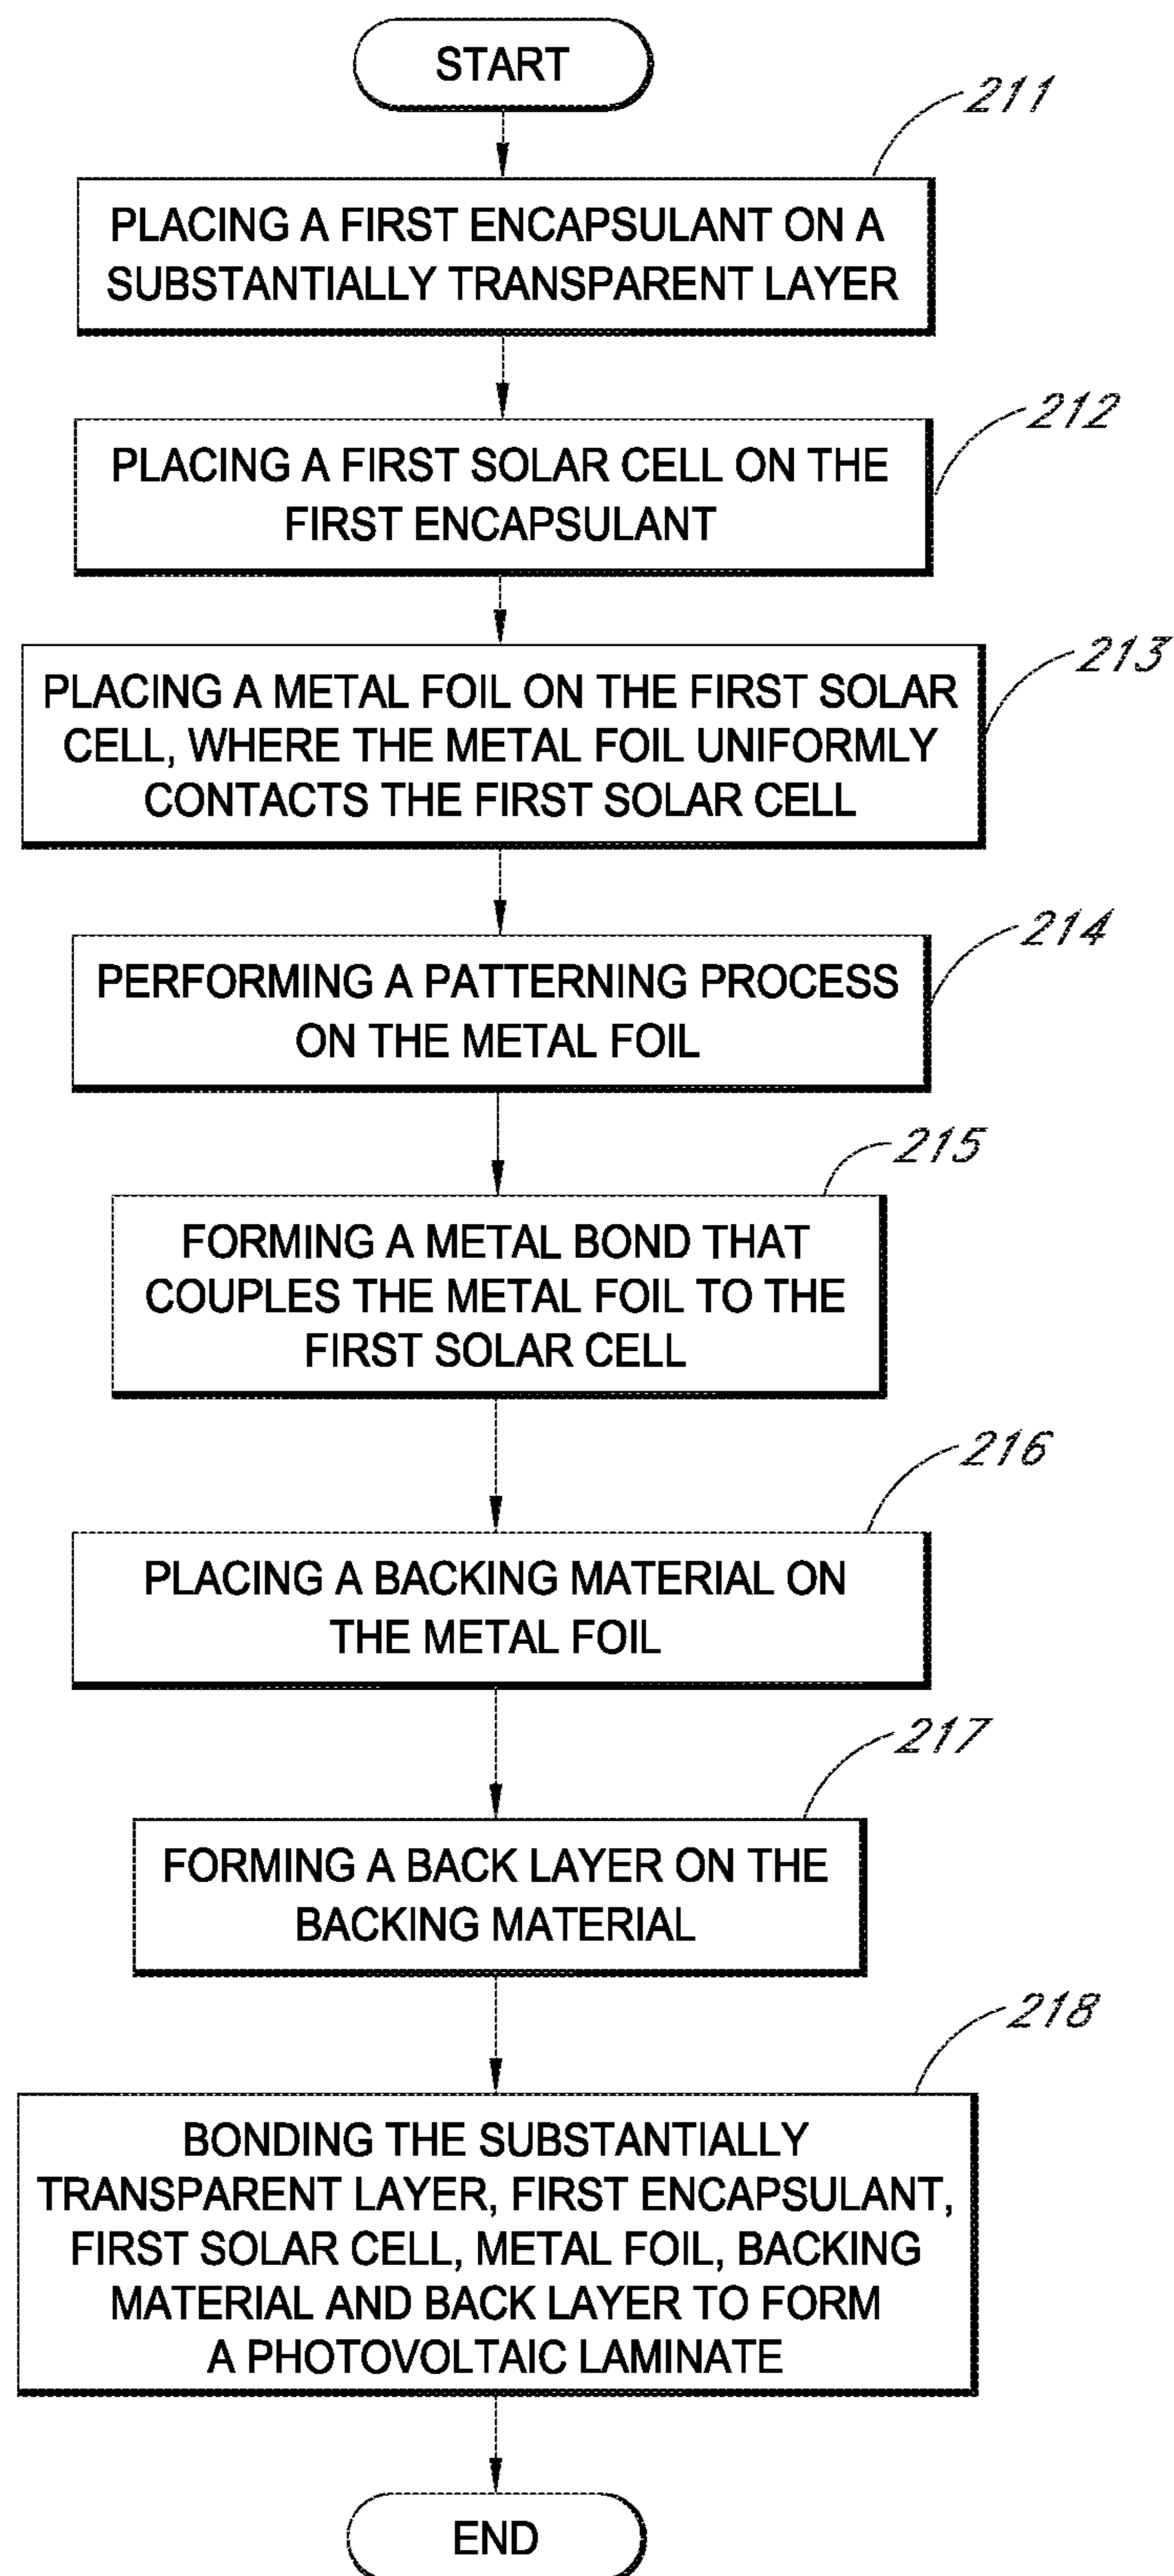 START
211
PLACING A FIRST ENCAPSULANT ON A
SUBSTANTIALLY TRANSPARENT LAYER
212
PLACING A FIRST SOLAR CELL ON THE
FIRST ENCAPSULANT
213
PLACING A METAL FOIL ON THE FIRST SOLAR
CELL, WHERE THE METAL FOIL UNIFORMLY
CONTACTS THE FIRST SOLAR CELL
214
PERFORMING A PATTERNING PROCESS
ON THE METAL FOIL
215
FORMING A METAL BOND THAT
COUPLES THE METAL FOIL TO THE
FIRST SOLAR CELL
216
PLACING A BACKING MATERIAL ON
THE METAL FOIL
217
FORMING A BACK LAYER ON THE
BACKING MATERIAL
218
BONDING THE SUBSTANTIALLY
TRANSPARENT LAYER, FIRST ENCAPSULANT,
FIRST SOLAR CELL, METAL FOIL, BACKING
MATERIAL AND BACK LAYER TO FORM
A PHOTOVOLTAIC LAMINATE
END